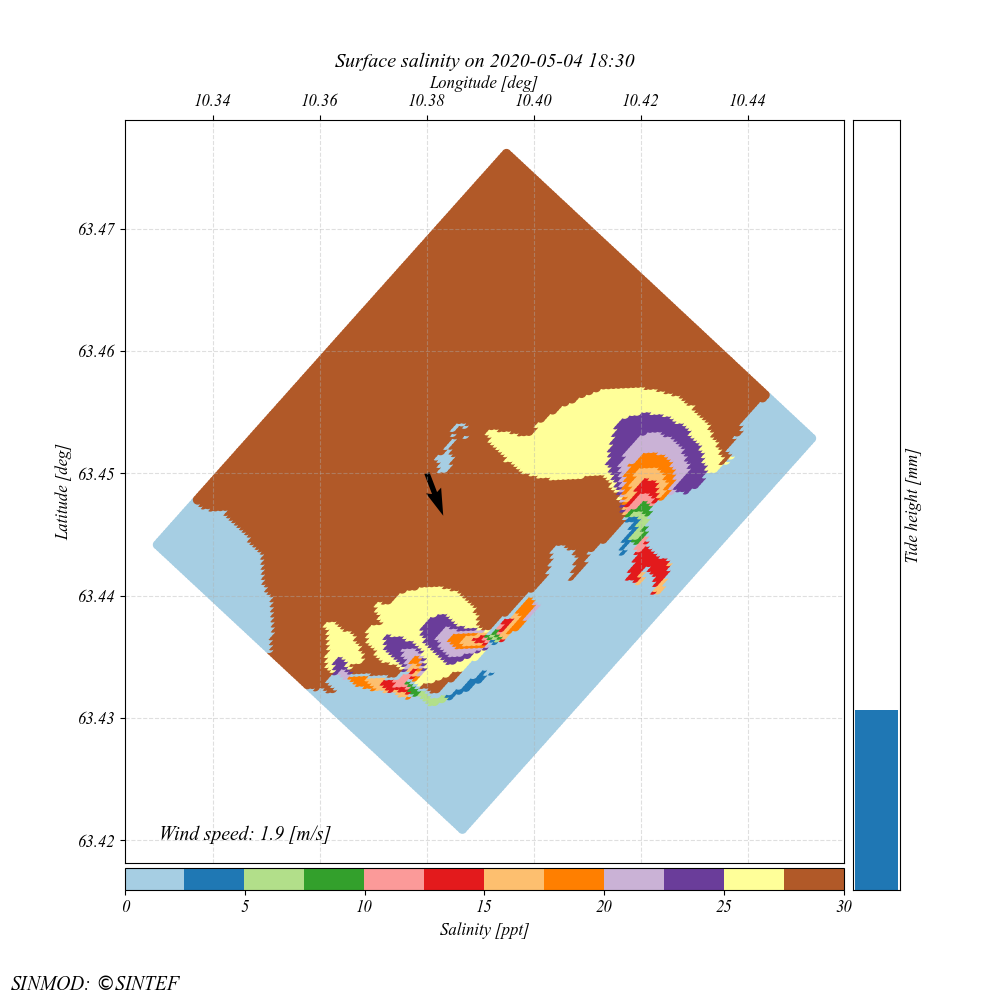 Surface salinity on 2020-05-04 18:30
Longitude [deg]
10.34 10.36 10.38 10.40 10.42 10.44
63.47
63.46
63.45
63.44
63.43
63.42
Latitude [deg]
Tide height [mm]
Wind speed: 1.9 [m/s]
0 5 10 15 20 25 30
Salinity [ppt]
SINMOD: ©SINTEF